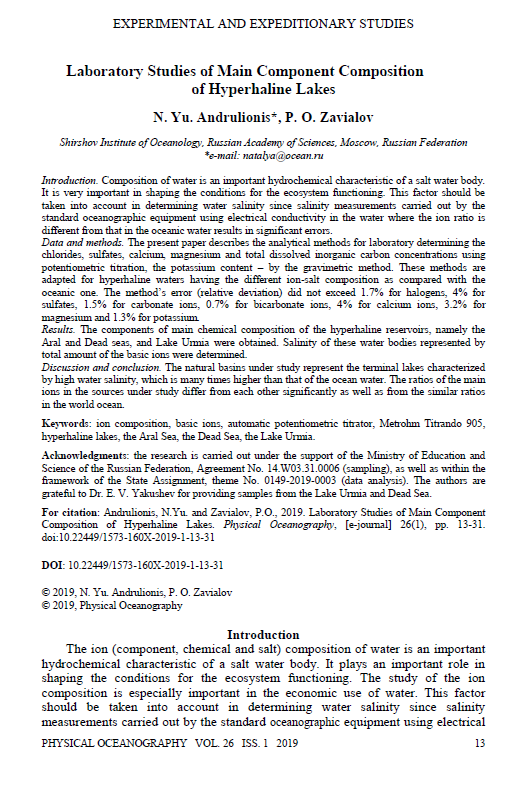 EXPERIMENTAL AND EXPEDITIONARY STUDIES
Laboratory Studies of Main Component Composition
of Hyperhaline Lakes
N. Yu. Andrulionis*, P. O. Zavialov
Shirshov Institute of Oceanology, Russian Academy of Sciences, Moscow, Russian Federation
*e-mail: natalya@ocean.ru
Introduction. Composition of water is an important hydrochemical characteristic of a salt water body.
It is very important in shaping the conditions for the ecosystem functioning. This factor should be
taken into account in determining water salinity since salinity measurements carried out by the
standard oceanographic equipment using electrical conductivity in the water where the ion ratio is
different from that in the oceanic water results in significant errors.
Data and methods. The present paper describes the analytical methods for laboratory determining the
chlorides, sulfates, calcium, magnesium and total dissolved inorganic carbon concentrations using
potentiometric titration, the potassium content – by the gravimetric method. These methods are
adapted for hyperhaline waters having the different ion-salt composition as compared with the
oceanic one. The method's error (relative deviation) did not exceed 1.7% for halogens, 4% for
sulfates, 1.5% for carbonate ions, 0.7% for bicarbonate ions, 4% for calcium ions, 3.2% for
magnesium and 1.3% for potassium.
Results. The components of main chemical composition of the hyperhaline reservoirs, namely the
Aral and Dead seas, and Lake Urmia were obtained. Salinity of these water bodies represented by
total amount of the basic ions were determined.
Discussion and conclusion. The natural basins under study represent the terminal lakes characterized
by high water salinity, which is many times higher than that of the ocean water. The ratios of the main
ions in the sources under study differ from each other significantly as well as from the similar ratios
in the world ocean.
Keywords: ion composition, basic ions, automatic potentiometric titrator, Metrohm Titrando 905,
hyperhaline lakes, the Aral Sea, the Dead Sea, the Lake Urmia.
Acknowledgments: the research is carried out under the support of the Ministry of Education and
Science of the Russian Federation, Agreement No. 14.W03.31.0006 (sampling), as well as within the
framework of the State Assignment, theme No. 0149-2019-0003 (data analysis). The authors are
grateful to Dr. E. V. Yakushev for providing samples from the Lake Urmia and Dead Sea.
For citation: Andrulionis, N.Yu. and Zavialov, P.O., 2019. Laboratory Studies of Main Component
Composition of Hyperhaline Lakes. Physical Oceanography, [e-journal] 26(1), pp. 13-31.
doi:10.22449/1573-160X-2019-1-13-31
DOI: 10.22449/1573-160X-2019-1-13-31
© 2019, N. Yu. Andrulionis, P. O. Zavialov
© 2019, Physical Oceanography
Introduction
The ion (component, chemical and salt) composition of water is an important
hydrochemical characteristic of a salt water body. It plays an important role in
shaping the conditions for the ecosystem functioning. The study of the ion
composition is especially important in the economic use of water. This factor
should be taken into account in determining water salinity since salinity
measurements carried out by the standard oceanographic equipment using electrical
PHYSICAL OCEANOGRAPHY VOL. 26 ISS. 1 2019 13